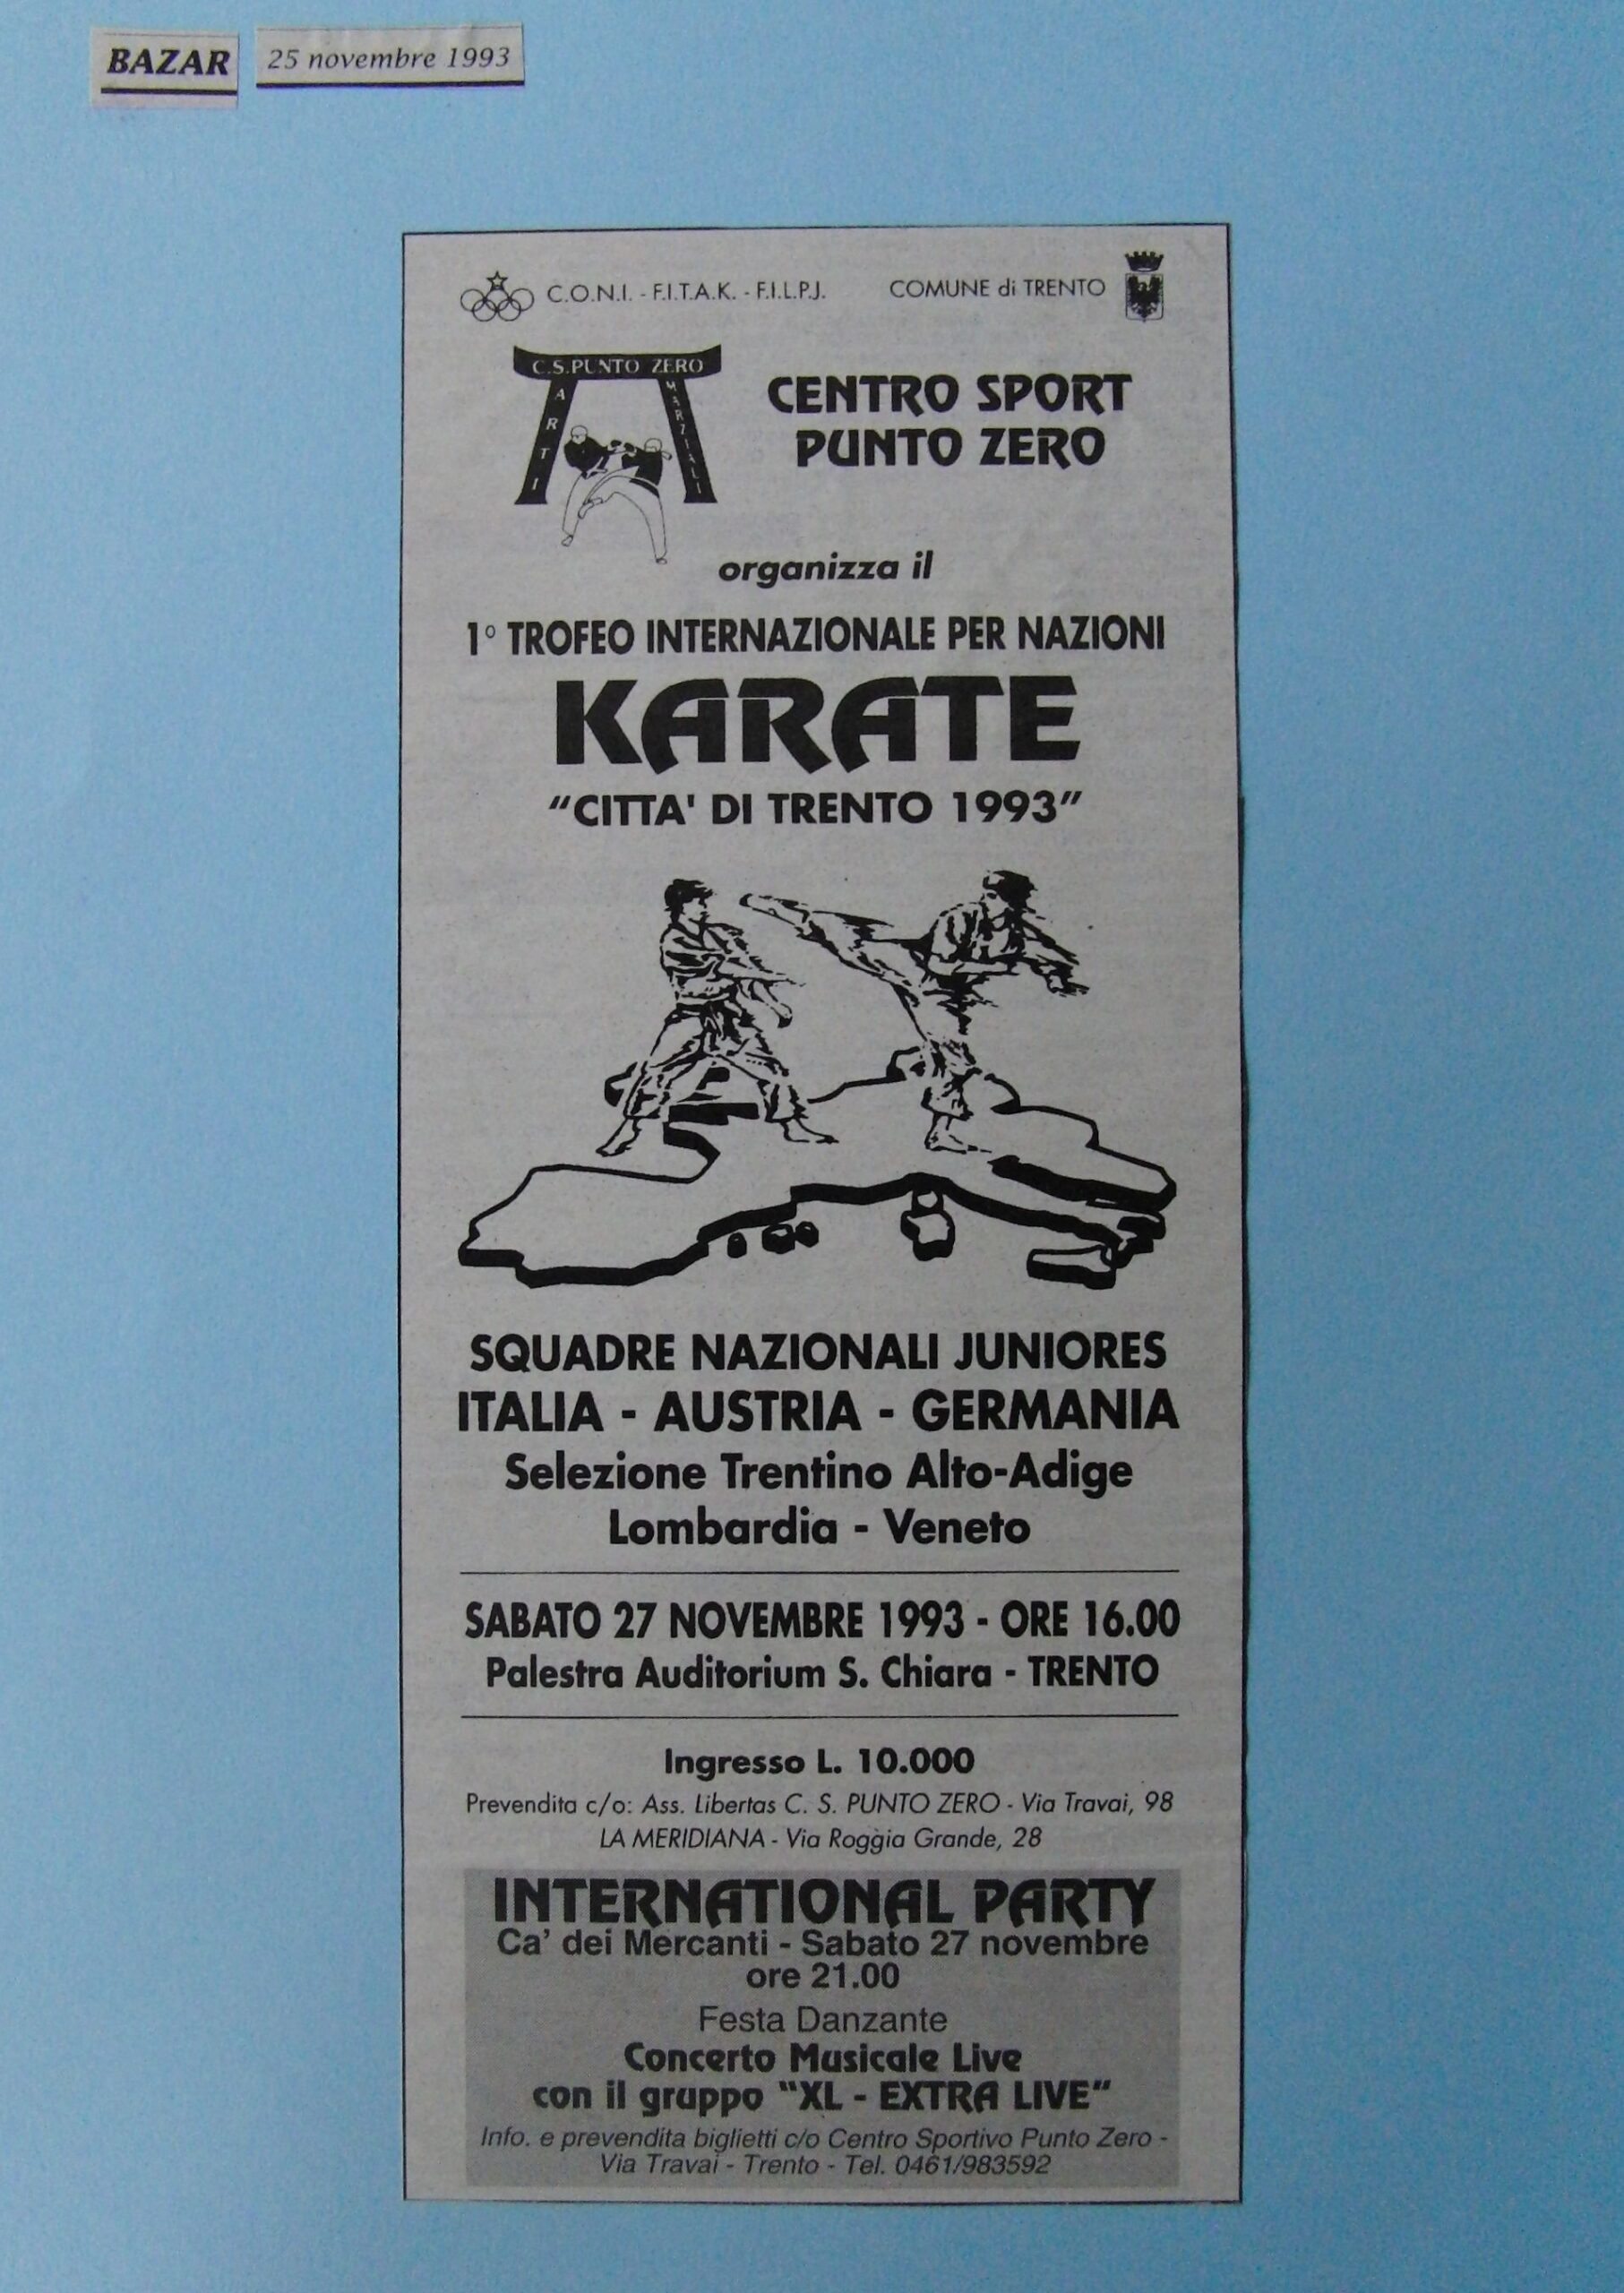 BAZAR 25 novembre 1993
C.O.N.I. - F.I.T.A.K. - F.I.L.P.J. COMUNE di TRENTO
C.S.PUNTO ZERO
ARTI
MARZIALI
CENTRO SPORT
PUNTO ZERO
organizza il
1° TROFEO INTERNAZIONALE PER NAZIONI
KARATE
“CITTA' DI TRENTO 1993”
SQUADRE NAZIONALI JUNIORES
ITALIA - AUSTRIA - GERMANIA
Selezione Trentino Alto-Adige
Lombardia - Veneto
SABATO 27 NOVEMBRE 1993 - ORE 16.00
Palestra Auditorium S. Chiara - TRENTO
Ingresso L. 10.000
Prevendita c/o: Ass. Libertas C. S. PUNTO ZERO - Via Travai, 98
LA MERIDIANA - Via Roggia Grande, 28
INTERNATIONAL PARTY
Ca’ dei Mercanti - Sabato 27 novembre
ore 21.00
Festa Danzante
Concerto Musicale Live
con il gruppo “XL - EXTRA LIVE”
Info. e prevendita biglietti c/o Centro Sportivo Punto Zero -
Via Travai - Trento - Tel. 0461/983592